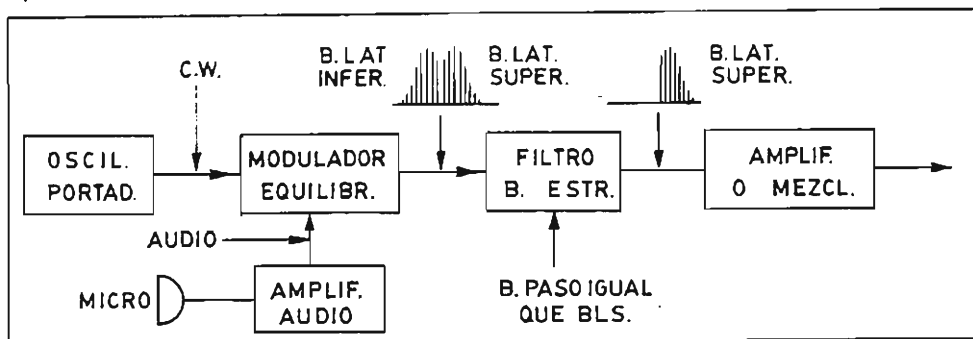 C.W.
B. LAT
INFER.
B. LAT.
SUPER.
B. LAT.
SUPER.
OSCIL.
PORTAD.
MODULADOR
EQUILIBR.
FILTRO
B. ESTR.
AMPLIF.
O MEZCL.
AUDIO
MICRO
AMPLIF.
AUDIO
B. PASO IGUAL
QUE BLS.